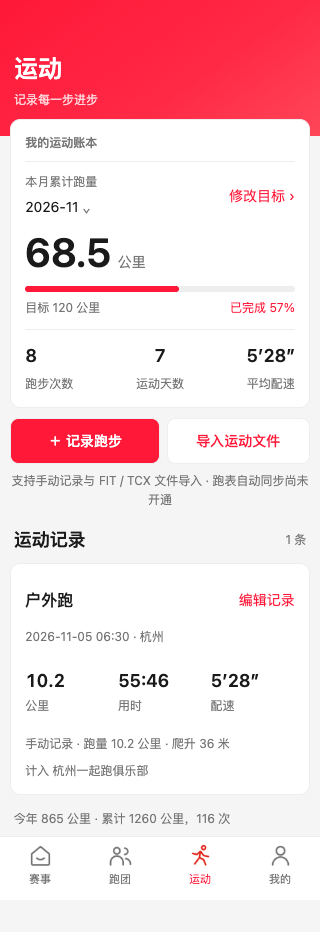 运动
记录每一步进步
我的运动账本
本月累计跑量
2026-11
修改目标 ›
68.5 公里
目标 120 公里
已完成 57%
8
7
5’28”
跑步次数
运动天数
平均配速
+ 记录跑步
导入运动文件
支持手动记录与 FIT / TCX 文件导入 · 跑表自动同步尚未
开通
运动记录
1 条
户外跑
编辑记录
2026-11-05 06:30 · 杭州
10.2
55:46
5’28”
公里
用时
配速
手动记录 · 跑量 10.2 公里 · 爬升 36 米
计入 杭州一起跑俱乐部
今年 865 公里 · 累计 1260 公里，116 次
赛事
跑团
运动
我的